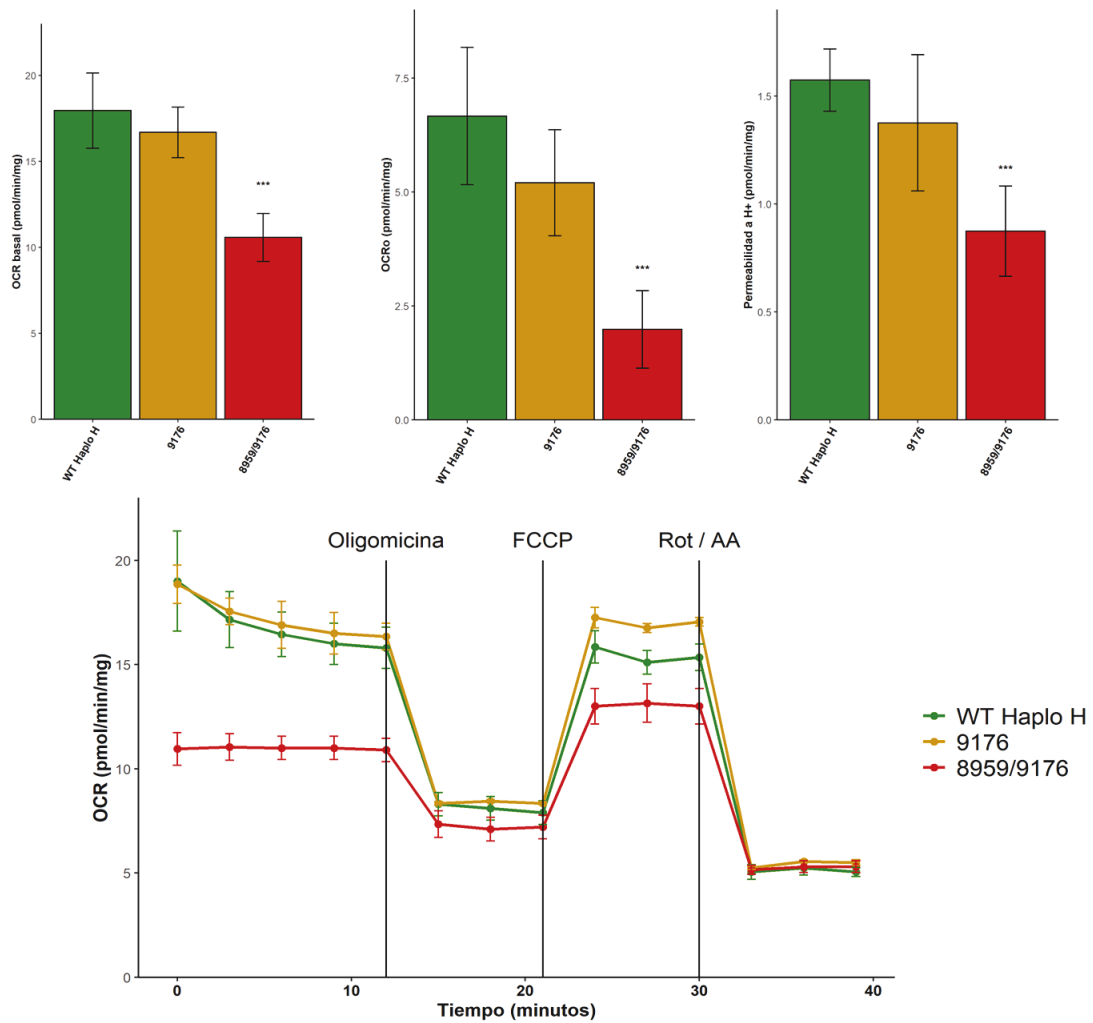 OCR basal (pmol/min/mg)
20
15
10
5
0
***
WT Haplo H
9176
8959/9176
OCRo (pmol/min/mg)
7.5
5.0
2.5
0.0
***
WT Haplo H
9176
8959/9176
Permeabilidad a H+ (pmol/min/mg)
1.5
1.0
0.5
0.0
***
WT Haplo H
9176
8959/9176
Oligomicina
FCCP
Rot / AA
OCR (pmol/min/mg)
20
15
10
5
0
0
10
20
30
40
Tiempo (minutos)
WT Haplo H
9176
8959/9176